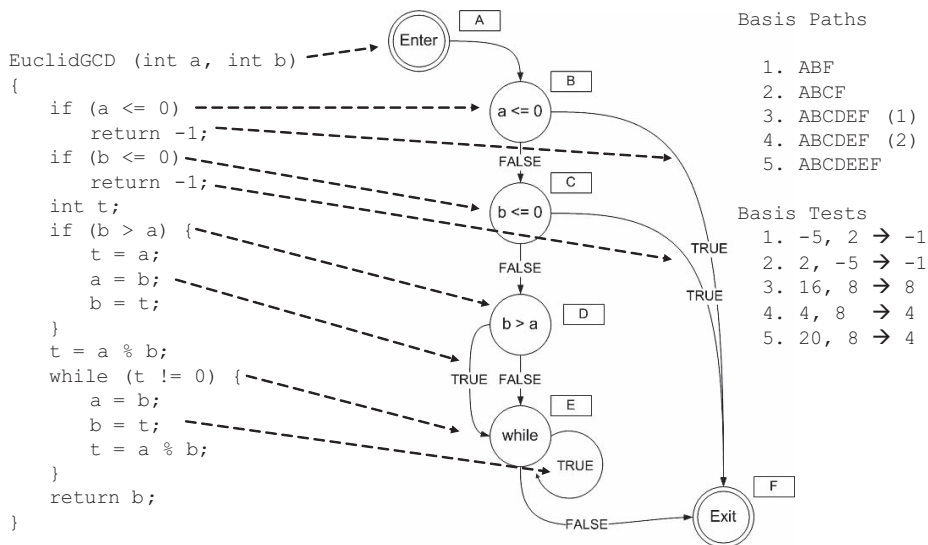 EuclidGCD (int a, int b)
{
if (a <= 0)
return -1;
if (b <= 0)
return -1;
int t;
if (b > a) {
t = a;
a = b;
b = t;
}
t = a % b;
while (t != 0) {
a = b;
b = t;
t = a % b;
}
return b;
}
Enter
A
B
a <= 0
FALSE
C
b <= 0
TRUE
FALSE
TRUE
D
b > a
TRUE
FALSE
E
while
TRUE
F
FALSE
Exit
Basis Paths
1. ABF
2. ABCF
3. ABCDEF (1)
4. ABCDEF (2)
5. ABCDEEF
Basis Tests
1. -5, 2 → -1
2. 2, -5 → -1
3. 16, 8 → 8
4. 4, 8 → 4
5. 20, 8 → 4